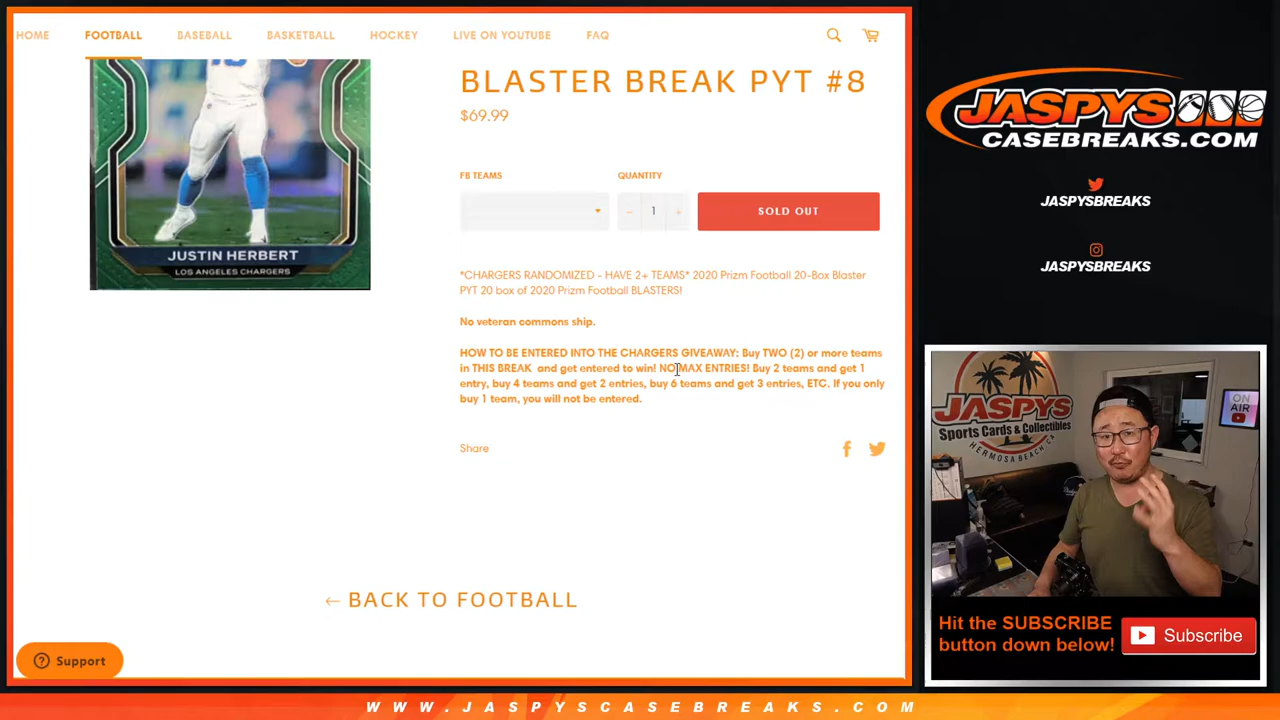 HOME FOOTBALL BASEBALL BASKETBALL HOCKEY LIVE ON YOUTUBE FAQ
BLASTER BREAK PYT #8
$69.99
FB TEAMS QUANTITY
− 1 + SOLD OUT
JUSTIN HERBERT
LOS ANGELES CHARGERS
*CHARGERS RANDOMIZED - HAVE 2+ TEAMS* 2020 Prizm Football 20-Box Blaster
PYT 20 box of 2020 Prizm Football BLASTERS!
No veteran commons ship.
HOW TO BE ENTERED INTO THE CHARGERS GIVEAWAY: Buy TWO (2) or more teams
in THIS BREAK and get entered to win! NO MAX ENTRIES! Buy 2 teams and get 1
entry, buy 4 teams and get 2 entries, buy 6 teams and get 3 entries, ETC. If you only
buy 1 team, you will not be entered.
Share
← BACK TO FOOTBALL
Support
JASPYS
CASEBREAKS.COM
JASPYSBREAKS
JASPYSBREAKS
JASPYS
Sports Cards & Collectibles
HERMOSA BEACH, CA
ON
AIR
Hit the SUBSCRIBE
button down below!
Subscribe
WWW.JASPYSCASEBREAKS.COM